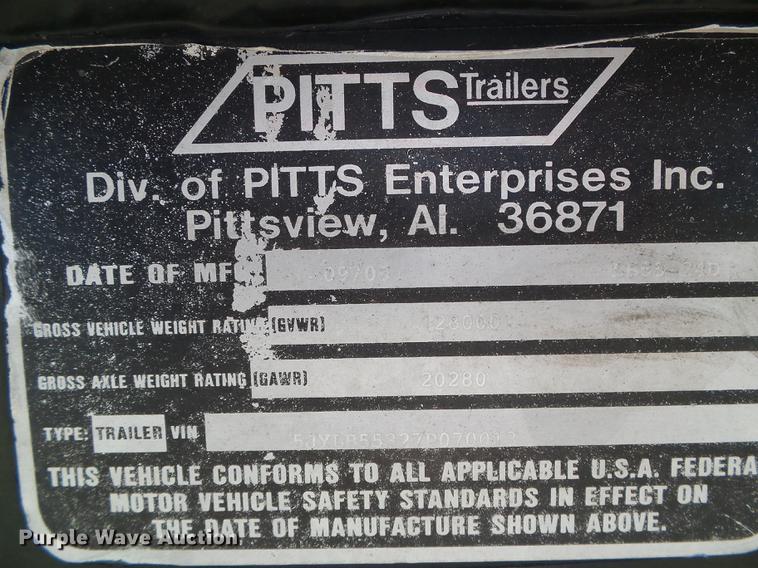 PITTS Trailers
Div. of PITTS Enterprises Inc.
Pittsview, Al. 36871
DATE OF MFG.
GROSS VEHICLE WEIGHT RATING (GVWR)
GROSS AXLE WEIGHT RATING (GAWR) 20280
TYPE: TRAILER VIN
THIS VEHICLE CONFORMS TO ALL APPLICABLE U.S.A. FEDERA
MOTOR VEHICLE SAFETY STANDARDS IN EFFECT ON
THE DATE OF MANUFACTURE SHOWN ABOVE.
Purple Wave Auction